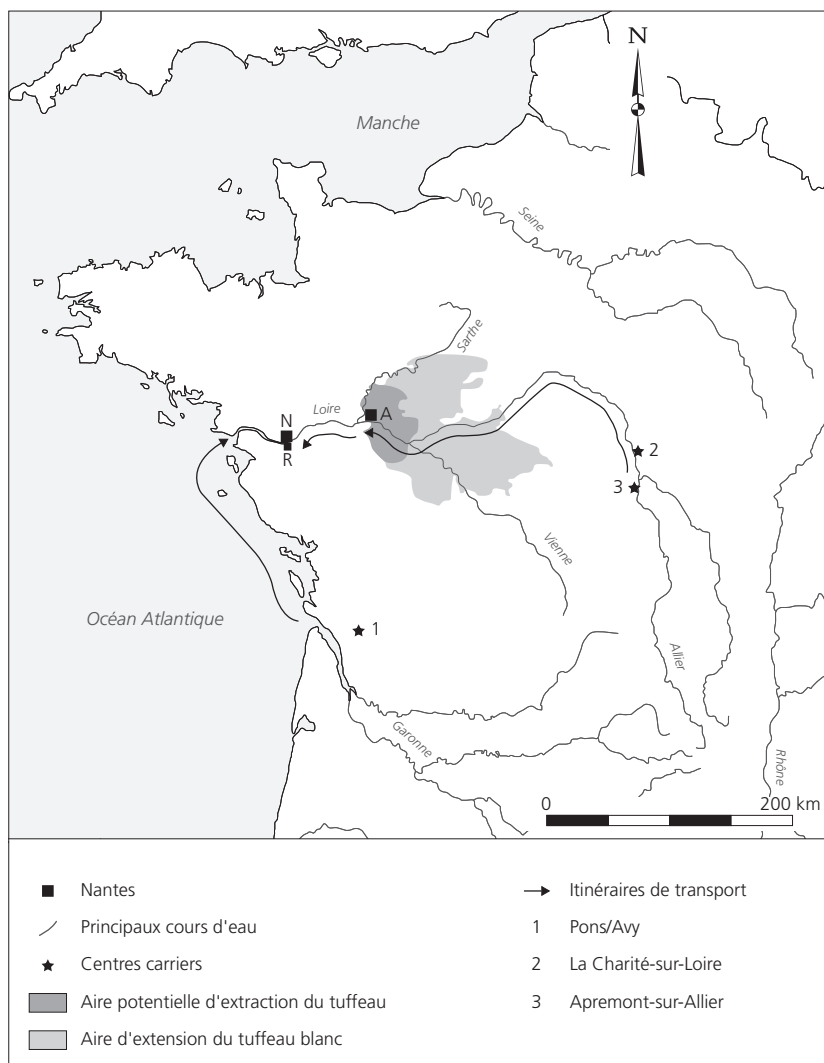 N
Manche
Seine
Sarthe
Loire
A
N
R
2
3
Vienne
Océan Atlantique
1
Allier
Garonne
Rhône
0 200 km
Nantes
Principaux cours d'eau
Centres carriers
Aire potentielle d'extraction du tuffeau
Aire d'extension du tuffeau blanc
Itinéraires de transport
1 Pons/Avy
2 La Charité-sur-Loire
3 Apremont-sur-Allier